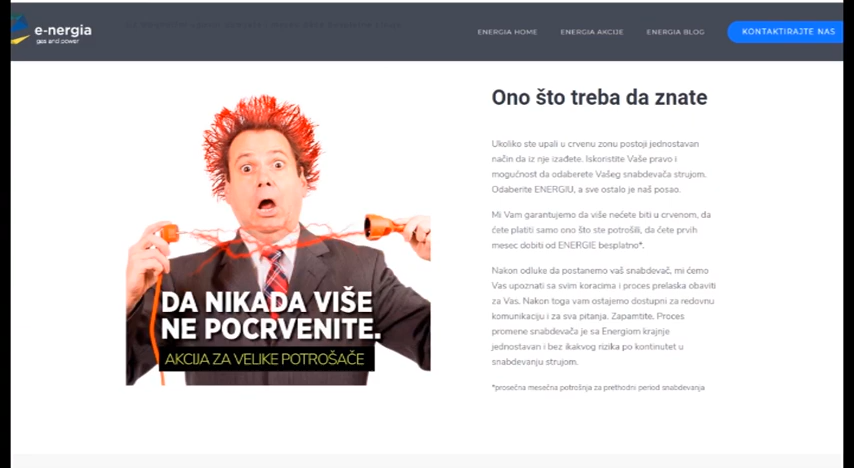 e-nergia
gas and power
ENERGIA HOME
ENERGIA AKCIJE
ENERGIA BLOG
KONTAKTIRAJTE NAS
Ono što treba da znate
Ukoliko ste upali u crvenu zonu postoji jednostavan
način da iz nje izađete. Iskoristite Vaše pravo i
mogućnost da odaberete Vašeg snabdevača strujom.
Odaberite ENERGIU, a sve ostalo je naš posao.
Mi Vam garantujemo da više nećete biti u crvenom, da
ćete platiti samo ono što ste potrošili, da ćete prvih
mesec dobiti od ENERGIE besplatno*.
Nakon odluke da postanemo vaš snabdevač, mi ćemo
Vas upoznati sa svim koracima i proces prelaska obaviti
za Vas. Nakon toga vam ostajemo dostupni za redovnu
komunikaciju i za sva pitanja. Zapamtite, Proces
promene snabdevača je sa Energiom krajnje
jednostavan i bez ikakvog rizika po kontinutet u
snabdevanju strujom.
*prosečna mesečna potrošnja za prethodni period snabdevanja
DA NIKADA VIŠE
NE POCRVENITE.
AKCIJA ZA VELIKE POTROŠAČE